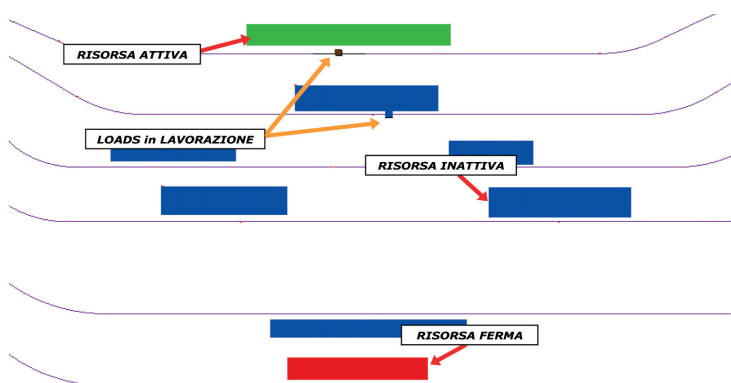 RISORSA ATTIVA
LOADS in LAVORAZIONE
RISORSA INATTIVA
RISORSA FERMA